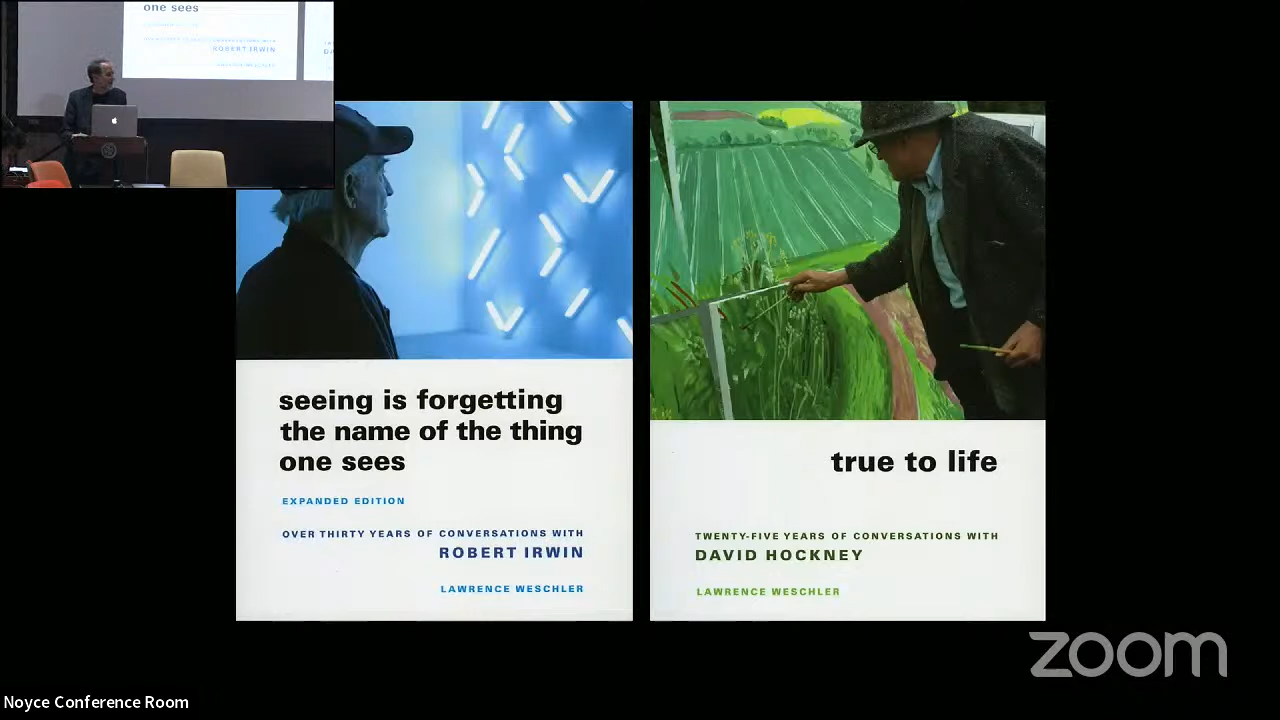 one sees
ROBERT IRWIN
seeing is forgetting
the name of the thing
one sees
EXPANDED EDITION
OVER THIRTY YEARS OF CONVERSATIONS WITH
ROBERT IRWIN
LAWRENCE WESCHLER
true to life
TWENTY-FIVE YEARS OF CONVERSATIONS WITH
DAVID HOCKNEY
LAWRENCE WESCHLER
zoom
Noyce Conference Room